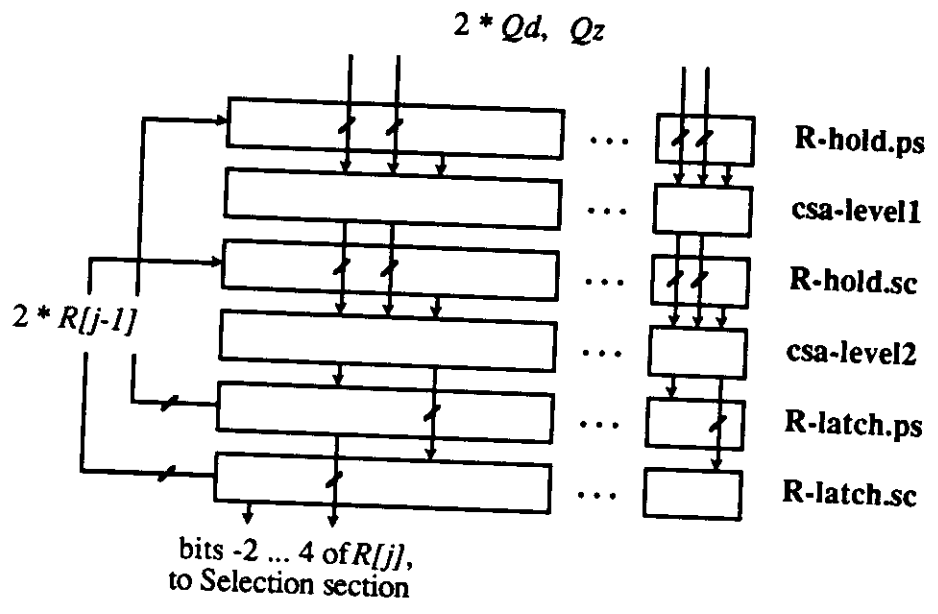 2 * Qd, Qz
... R-hold.ps
... csa-level1
... R-hold.sc
2 * R[j-1]
... csa-level2
... R-latch.ps
... R-latch.sc
bits -2 ... 4 of R[j],
to Selection section